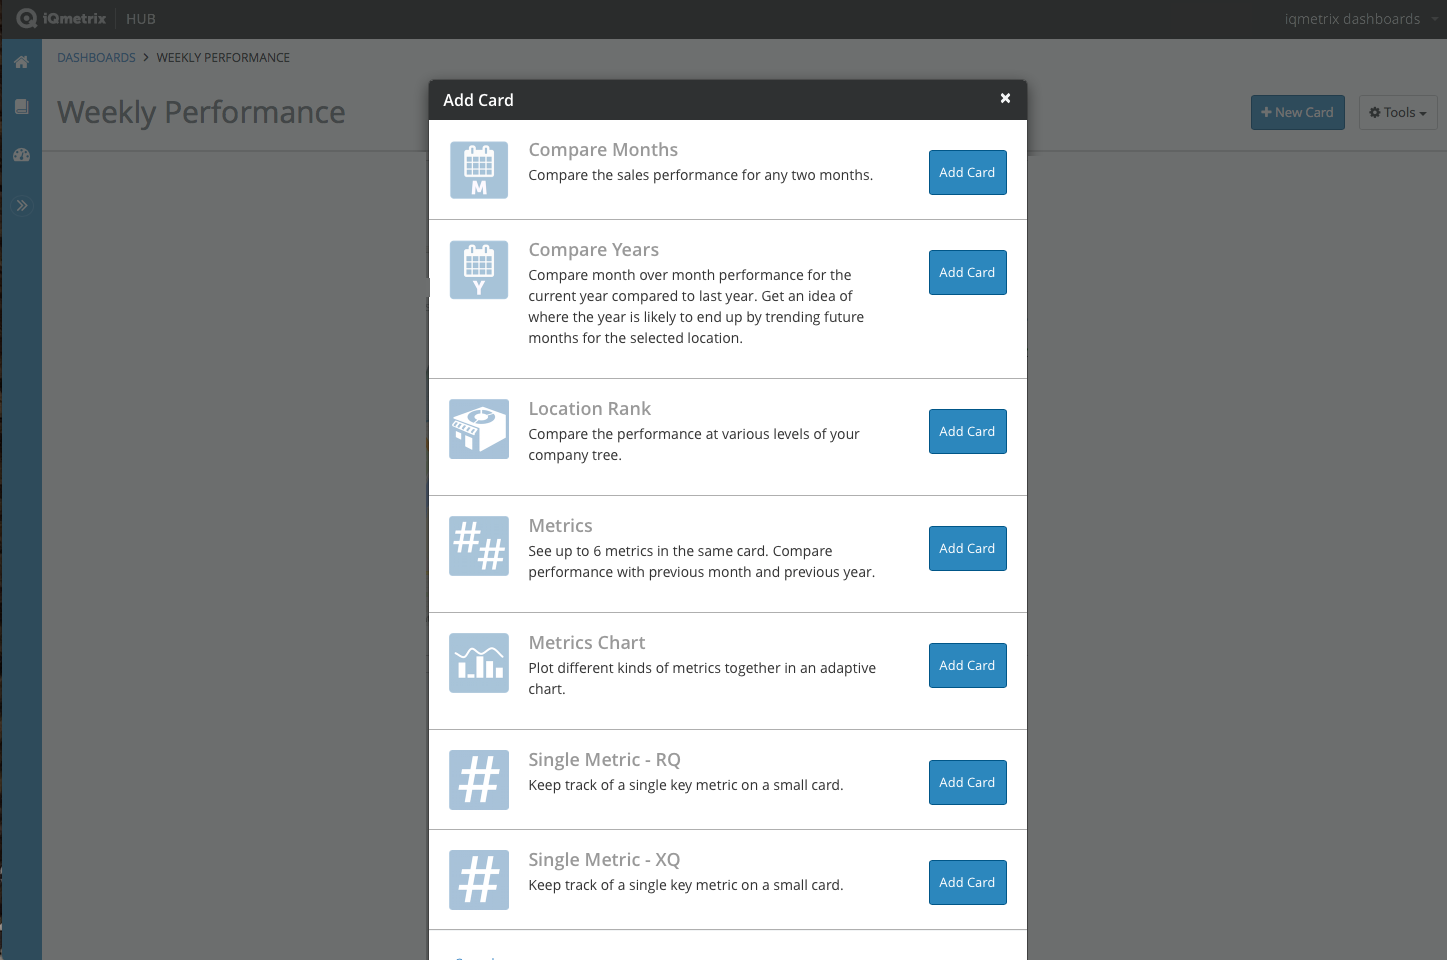 iQmetrix HUB iqmetrix dashboards
DASHBOARDS > WEEKLY PERFORMANCE
Weekly Performance
+ New Card
Tools
Add Card ×
M
Compare Months
Compare the sales performance for any two months.
Add Card
Y
Compare Years
Compare month over month performance for the
current year compared to last year. Get an idea of
where the year is likely to end up by trending future
months for the selected location.
Add Card
Location Rank
Compare the performance at various levels of your
company tree.
Add Card
##
Metrics
See up to 6 metrics in the same card. Compare
performance with previous month and previous year.
Add Card
Metrics Chart
Plot different kinds of metrics together in an adaptive
chart.
Add Card
#
Single Metric - RQ
Keep track of a single key metric on a small card.
Add Card
#
Single Metric - XQ
Keep track of a single key metric on a small card.
Add Card